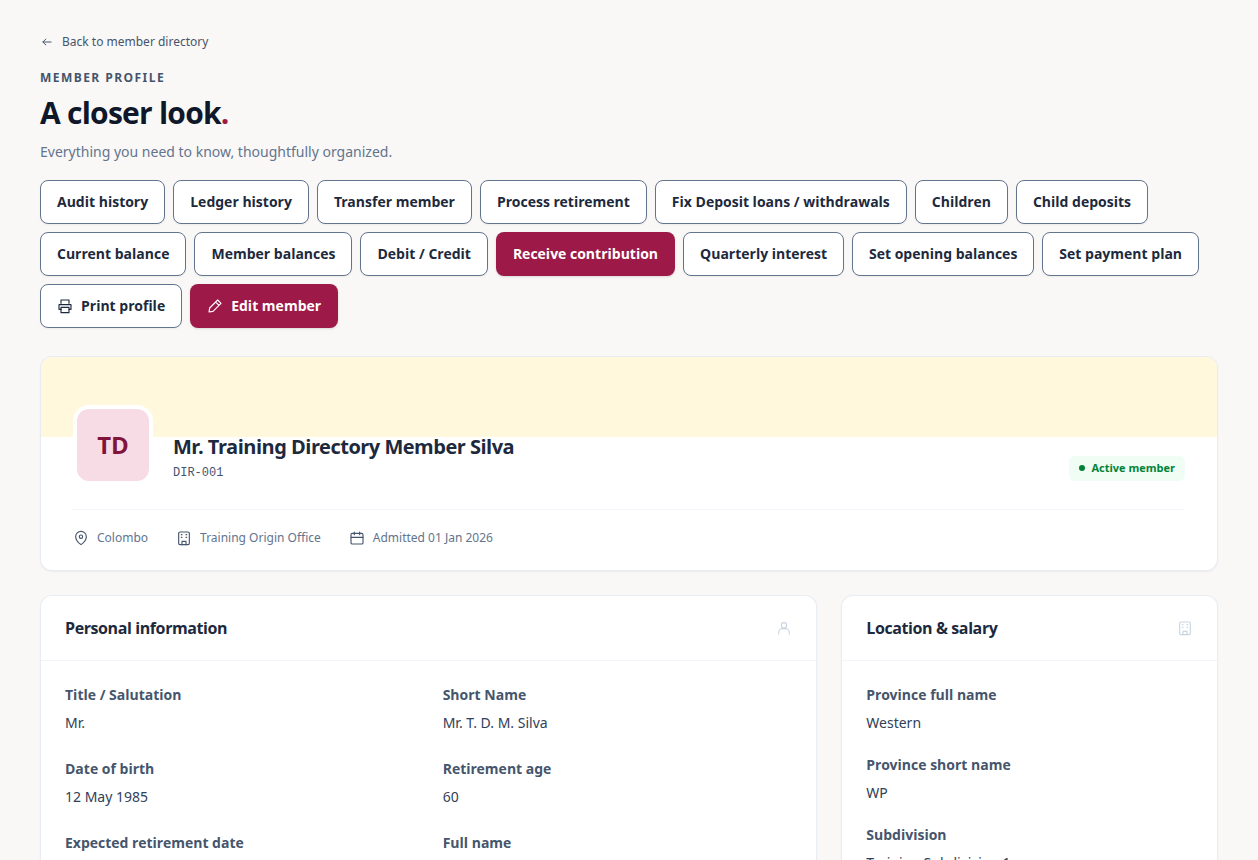 Back to member directory
MEMBER PROFILE
A closer look.
Everything you need to know, thoughtfully organized.
Audit history Ledger history Transfer member Process retirement Fix Deposit loans / withdrawals Children Child deposits
Current balance Member balances Debit / Credit Receive contribution Quarterly interest Set opening balances Set payment plan
Print profile Edit member
TD
Mr. Training Directory Member Silva
DIR-001
Active member
Colombo Training Origin Office Admitted 01 Jan 2026
Personal information
Title / Salutation Short Name
Mr. Mr. T. D. M. Silva
Date of birth Retirement age
12 May 1985 60
Expected retirement date Full name
Location & salary
Province full name
Western
Province short name
WP
Subdivision